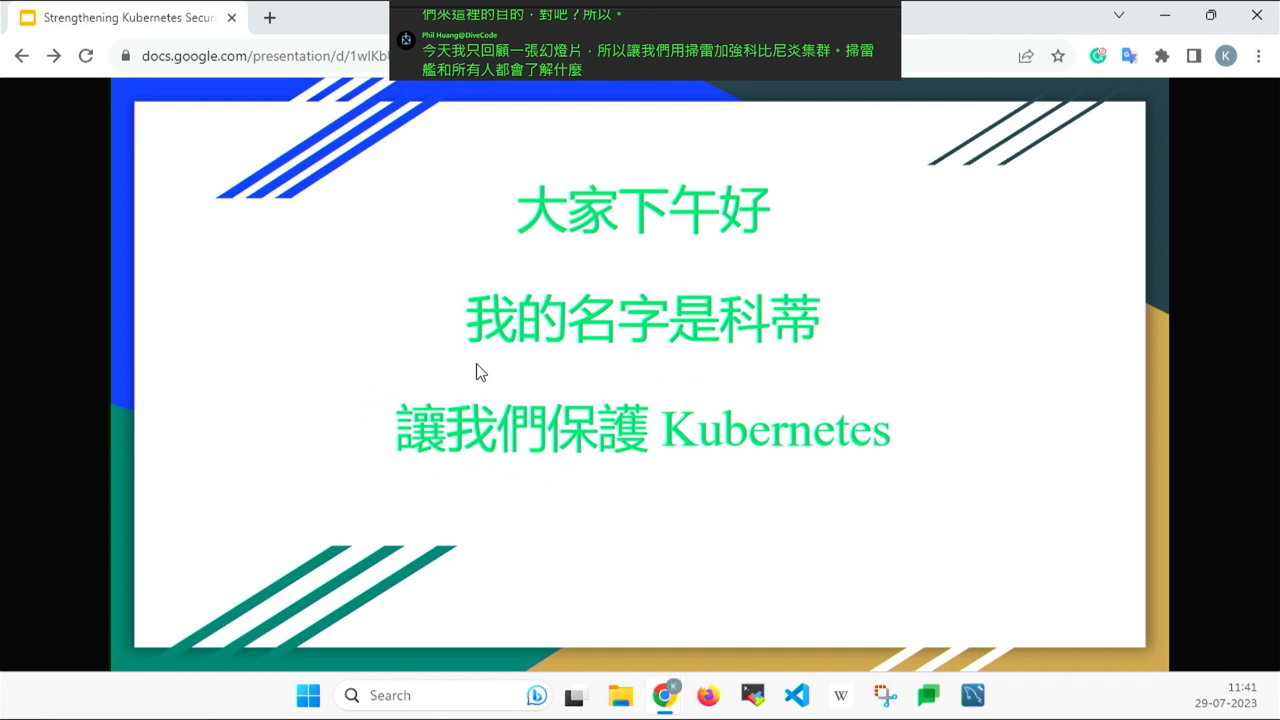 Strengthening Kubernetes Secur
們來這裡的目的，對吧？所以。
Phil Huang@DiveCode
今天我只回顧一張幻燈片，所以讓我們用掃雷加強科比尼炎集群。掃雷
艦和所有人都會了解什麼
docs.google.com/presentation/d/1wIKb
K
大家下午好
我的名字是科蒂
讓我們保護 Kubernetes
Search
K
W
11:41
29-07-2023